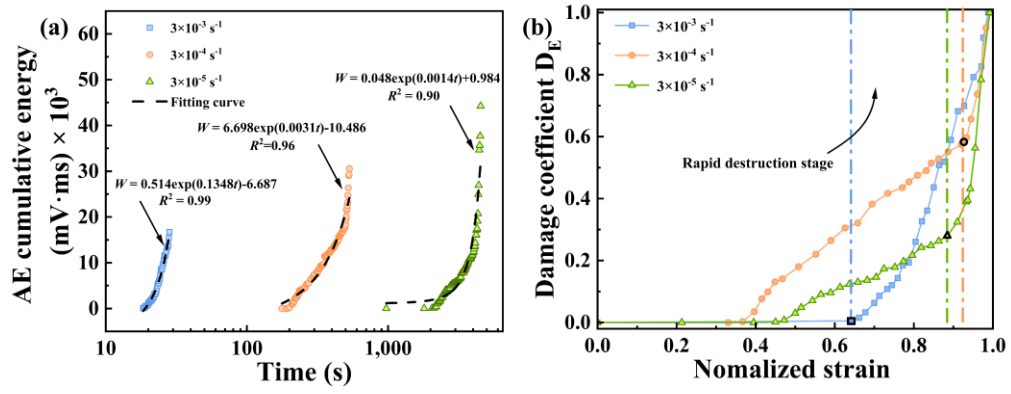 (a)
AE cumulative energy
(mV·ms) × 10³
60
50
40
30
20
10
0
3×10⁻³ s⁻¹
3×10⁻⁴ s⁻¹
3×10⁻⁵ s⁻¹
Fitting curve
W = 0.048exp(0.0014t)+0.984
R² = 0.90
W = 6.698exp(0.0031t)-10.486
R²=0.96
W = 0.514exp(0.1348t)-6.687
R² = 0.99
10
100
1,000
Time (s)
(b)
Damage coefficient D_E
1.0
0.8
0.6
0.4
0.2
0.0
3×10⁻³ s⁻¹
3×10⁻⁴ s⁻¹
3×10⁻⁵ s⁻¹
Rapid destruction stage
0.0
0.2
0.4
0.6
0.8
1.0
Nomalized strain